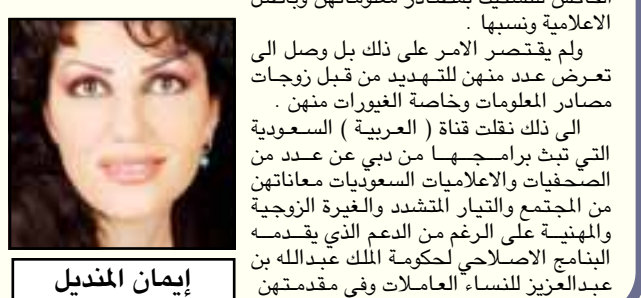 الاعلامية ونسبها .
ولم يقتصر الامر على ذلك بل وصل الى
تعرض عدد منهن للتهديد من قبل زوجات
مصادر المعلومات وخاصة الغيورات منهن .
الى ذلك نقلت قناة ( العربية ) السعودية
التي تبث برامجها من دبي عن عدد من
الصحفيات والاعلاميات السعوديات معاناتهن
من المجتمع والتيار المتشدد والغيرة الزوجية
والمهنية على الرغم من الدعم الذي يقدمه
البنامج الاصلاحي لحكومة الملك عبدالله بن
عبدالعزيز للنساء العاملات وفي مقدمتهن
إيمان المنديل